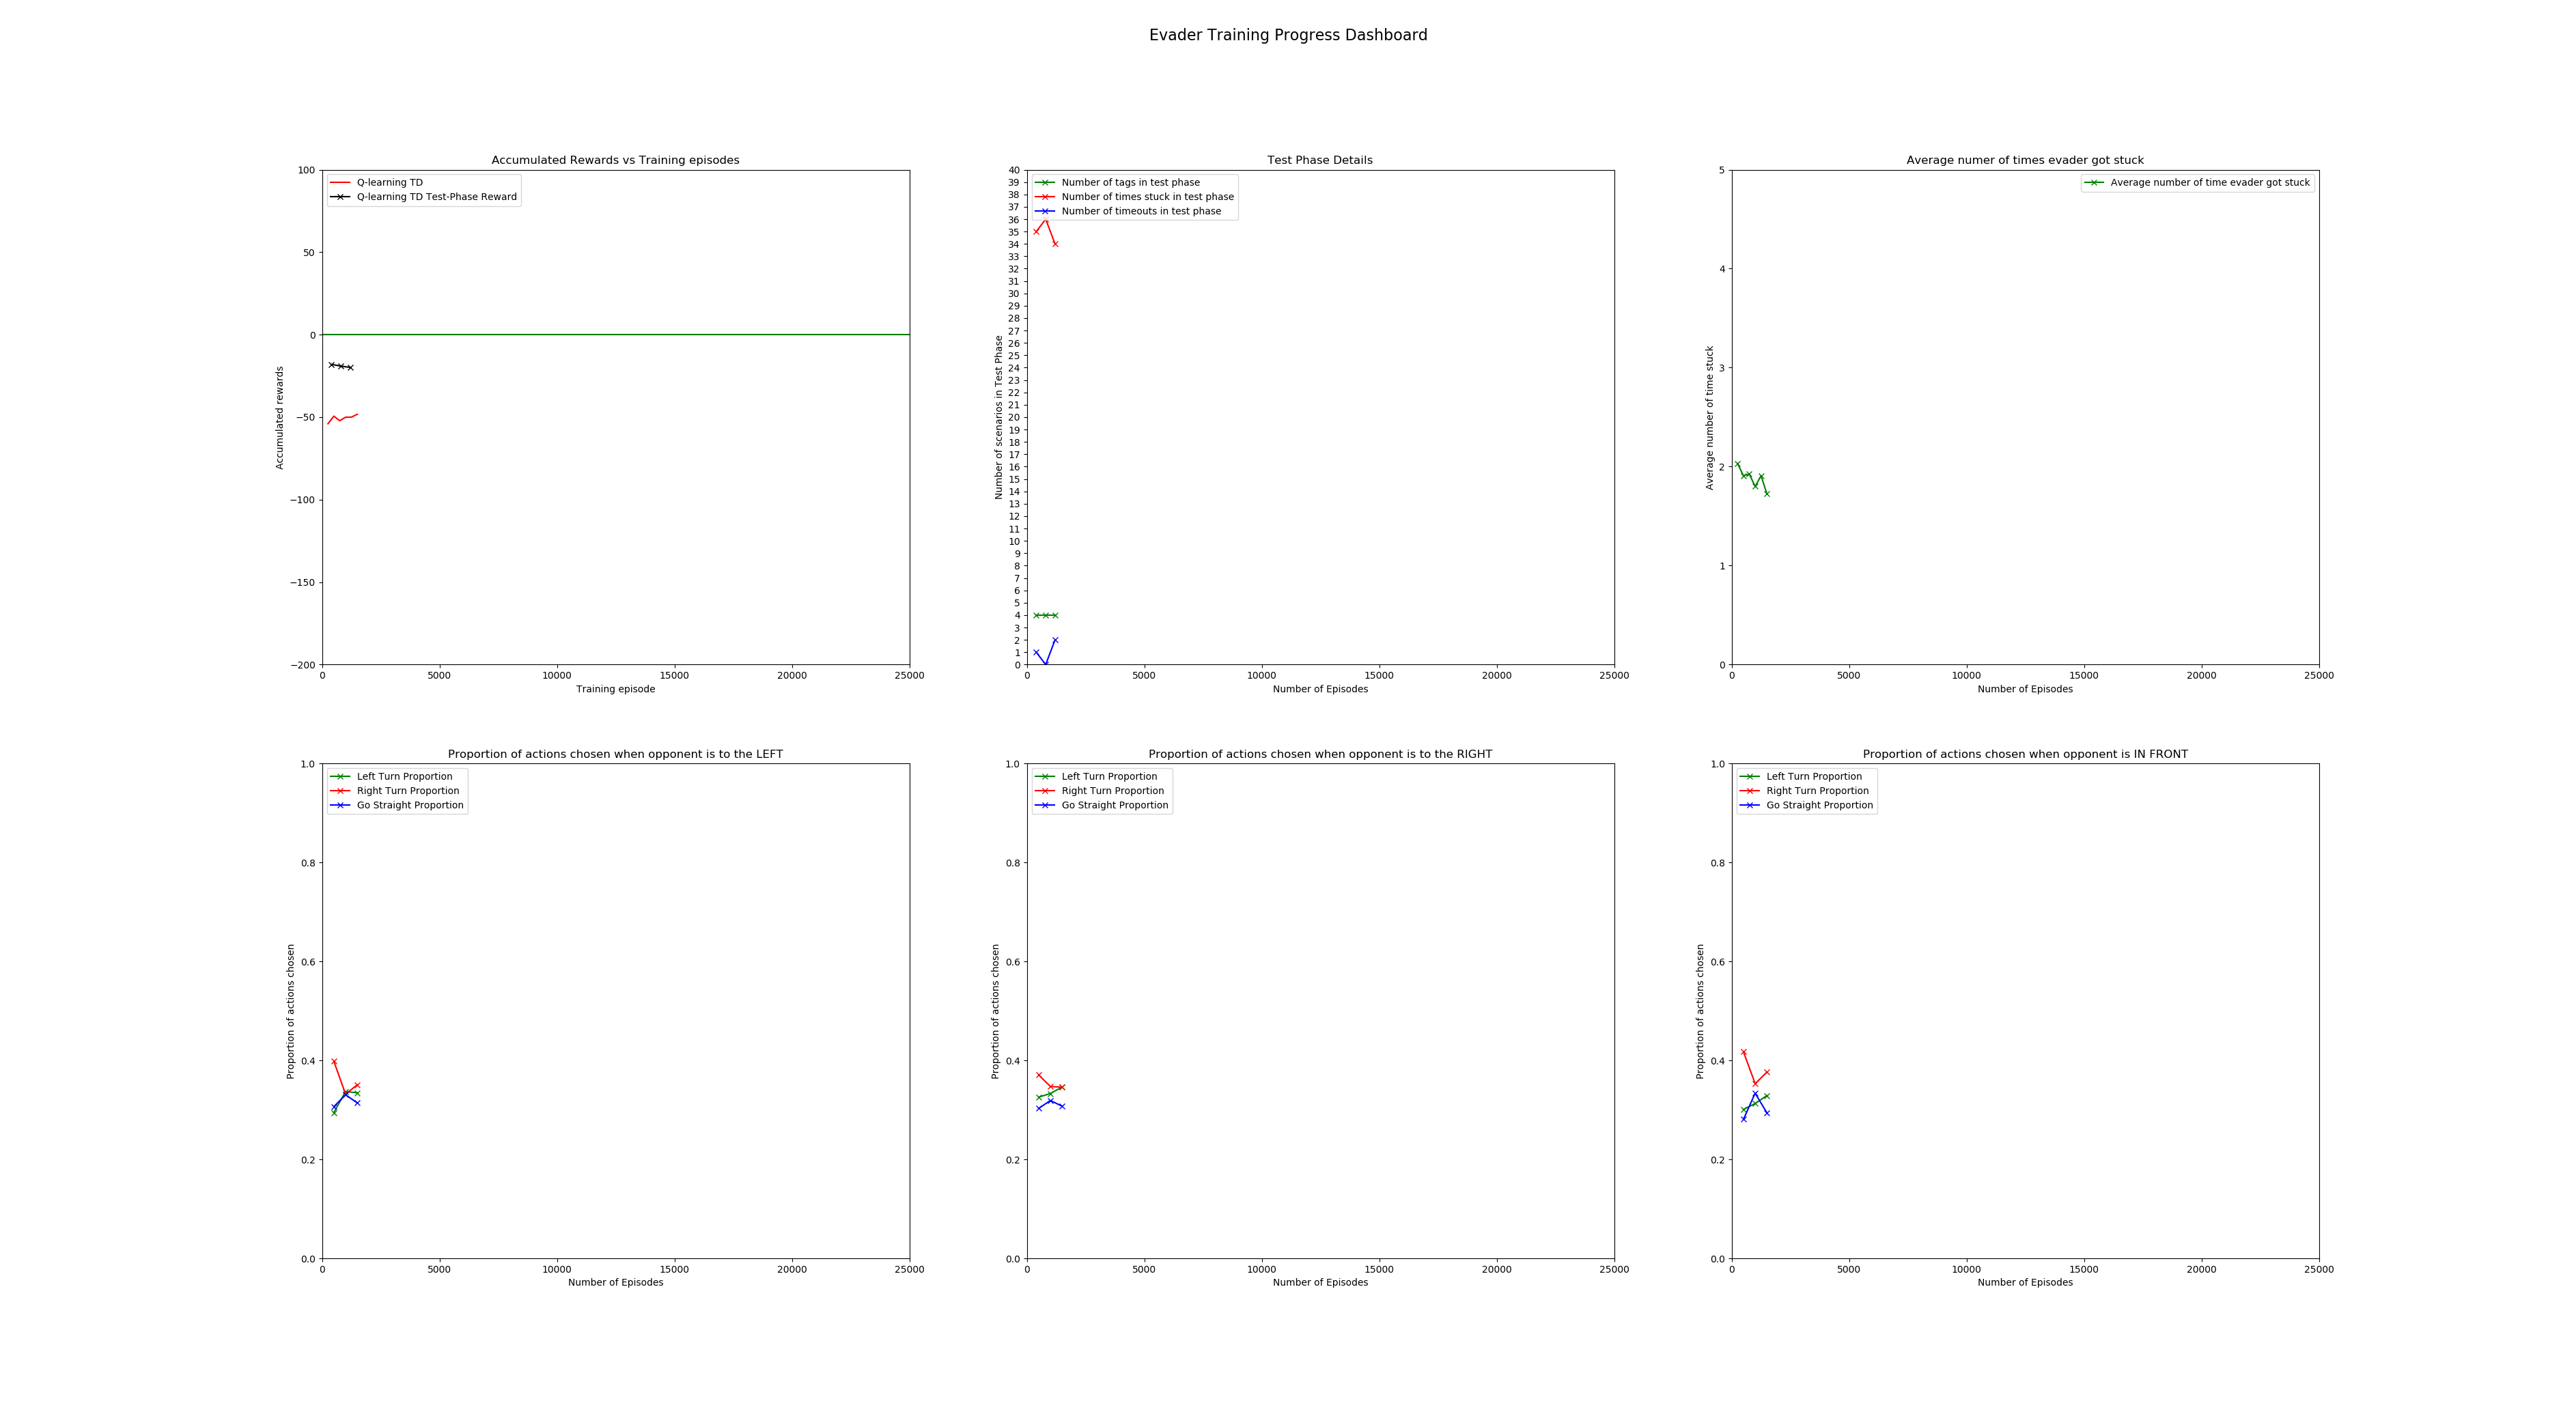 Evader Training Progress Dashboard
Accumulated Rewards vs Training episodes
Q-learning TD
Q-learning TD Test-Phase Reward
100
50
0
−50
−100
−150
−200
Accumulated rewards
0 5000 10000 15000 20000 25000
Training episode
Test Phase Details
Number of tags in test phase
Number of times stuck in test phase
Number of timeouts in test phase
40
39
38
37
36
35
34
33
32
31
30
29
28
27
26
25
24
23
22
21
20
19
18
17
16
15
14
13
12
11
10
9
8
7
6
5
4
3
2
1
0
Number of scenarios in Test Phase
0 5000 10000 15000 20000 25000
Number of Episodes
Average numer of times evader got stuck
Average number of time evader got stuck
5
4
3
2
1
0
Average number of time stuck
0 5000 10000 15000 20000 25000
Number of Episodes
Proportion of actions chosen when opponent is to the LEFT
Left Turn Proportion
Right Turn Proportion
Go Straight Proportion
1.0
0.8
0.6
0.4
0.2
0.0
Proportion of actions chosen
0 5000 10000 15000 20000 25000
Number of Episodes
Proportion of actions chosen when opponent is to the RIGHT
Left Turn Proportion
Right Turn Proportion
Go Straight Proportion
1.0
0.8
0.6
0.4
0.2
0.0
Proportion of actions chosen
0 5000 10000 15000 20000 25000
Number of Episodes
Proportion of actions chosen when opponent is IN FRONT
Left Turn Proportion
Right Turn Proportion
Go Straight Proportion
1.0
0.8
0.6
0.4
0.2
0.0
Proportion of actions chosen
0 5000 10000 15000 20000 25000
Number of Episodes